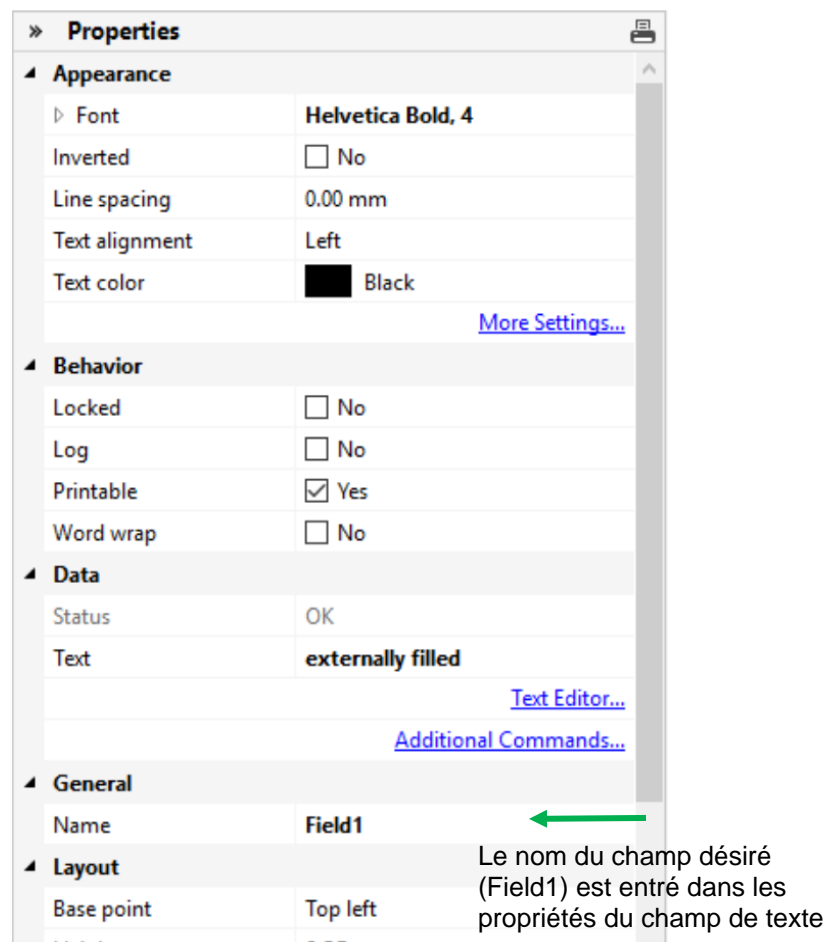 » Properties
Appearance
Font Helvetica Bold, 4
Inverted No
Line spacing 0.00 mm
Text alignment Left
Text color Black
More Settings...
Behavior
Locked No
Log No
Printable Yes
Word wrap No
Data
Status OK
Text externally filled
Text Editor...
Additional Commands...
General
Name Field1
Le nom du champ désiré
(Field1) est entré dans les
propriétés du champ de texte
Layout
Base point Top left